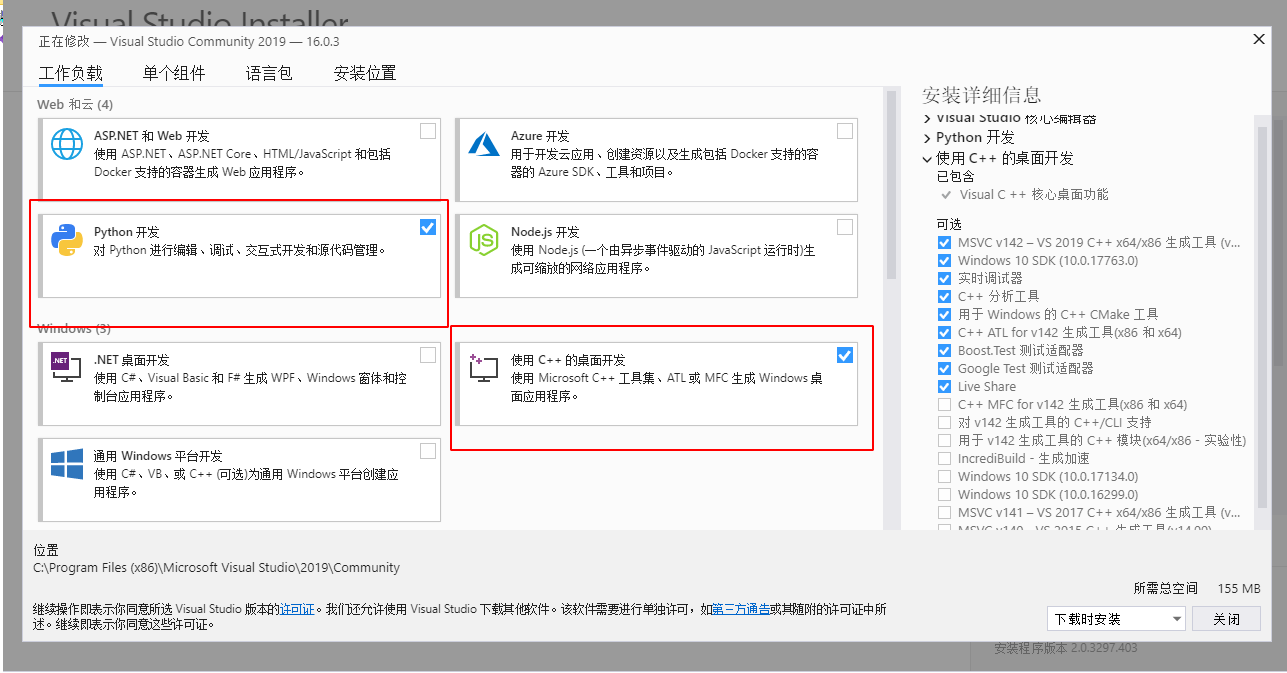 Visual Studio Installer
正在修改 — Visual Studio Community 2019 — 16.0.3
工作负载 单个组件 语言包 安装位置
Web 和云 (4)
ASP.NET 和 Web 开发
使用 ASP.NET、ASP.NET Core、HTML/JavaScript 和包括
Docker 支持的容器生成 Web 应用程序。
Azure 开发
用于开发云应用、创建资源以及生成包括 Docker 支持的容
器的 Azure SDK、工具和项目。
Python 开发
对 Python 进行编辑、调试、交互式开发和源代码管理。
Node.js 开发
使用 Node.js (一个由异步事件驱动的 JavaScript 运行时)生
成可缩放的网络应用程序。
Windows (3)
.NET 桌面开发
使用 C#、Visual Basic 和 F# 生成 WPF、Windows 窗体和控
制台应用程序。
使用 C++ 的桌面开发
使用 Microsoft C++ 工具集、ATL 或 MFC 生成 Windows 桌
面应用程序。
通用 Windows 平台开发
使用 C#、VB、或 C++ (可选)为通用 Windows 平台创建应
用程序。
安装详细信息
Visual Studio 核心编辑器
Python 开发
使用 C++ 的桌面开发
已包含
Visual C ++ 核心桌面功能
可选
MSVC v142 – VS 2019 C++ x64/x86 生成工具 (v...
Windows 10 SDK (10.0.17763.0)
实时调试器
C++ 分析工具
用于 Windows 的 C++ CMake 工具
C++ ATL for v142 生成工具(x86 和 x64)
Boost.Test 测试适配器
Google Test 测试适配器
Live Share
C++ MFC for v142 生成工具(x86 和 x64)
对 v142 生成工具的 C++/CLI 支持
用于 v142 生成工具的 C++ 模块(x64/x86 - 实验性)
IncrediBuild - 生成加速
Windows 10 SDK (10.0.17134.0)
Windows 10 SDK (10.0.16299.0)
MSVC v141 – VS 2017 C++ x64/x86 生成工具 (v...
MSVC v140 – VS 2015 C++ 生成工具(v14.00)
位置
C:\Program Files (x86)\Microsoft Visual Studio\2019\Community
所需总空间 155 MB
继续操作即表示你同意所选 Visual Studio 版本的许可证。我们还允许使用 Visual Studio 下载其他软件。该软件需要进行单独许可，如第三方通告或其随附的许可证中所
述。继续即表示你同意这些许可证。
下载时安装 关闭
安装程序版本 2.0.3297.403